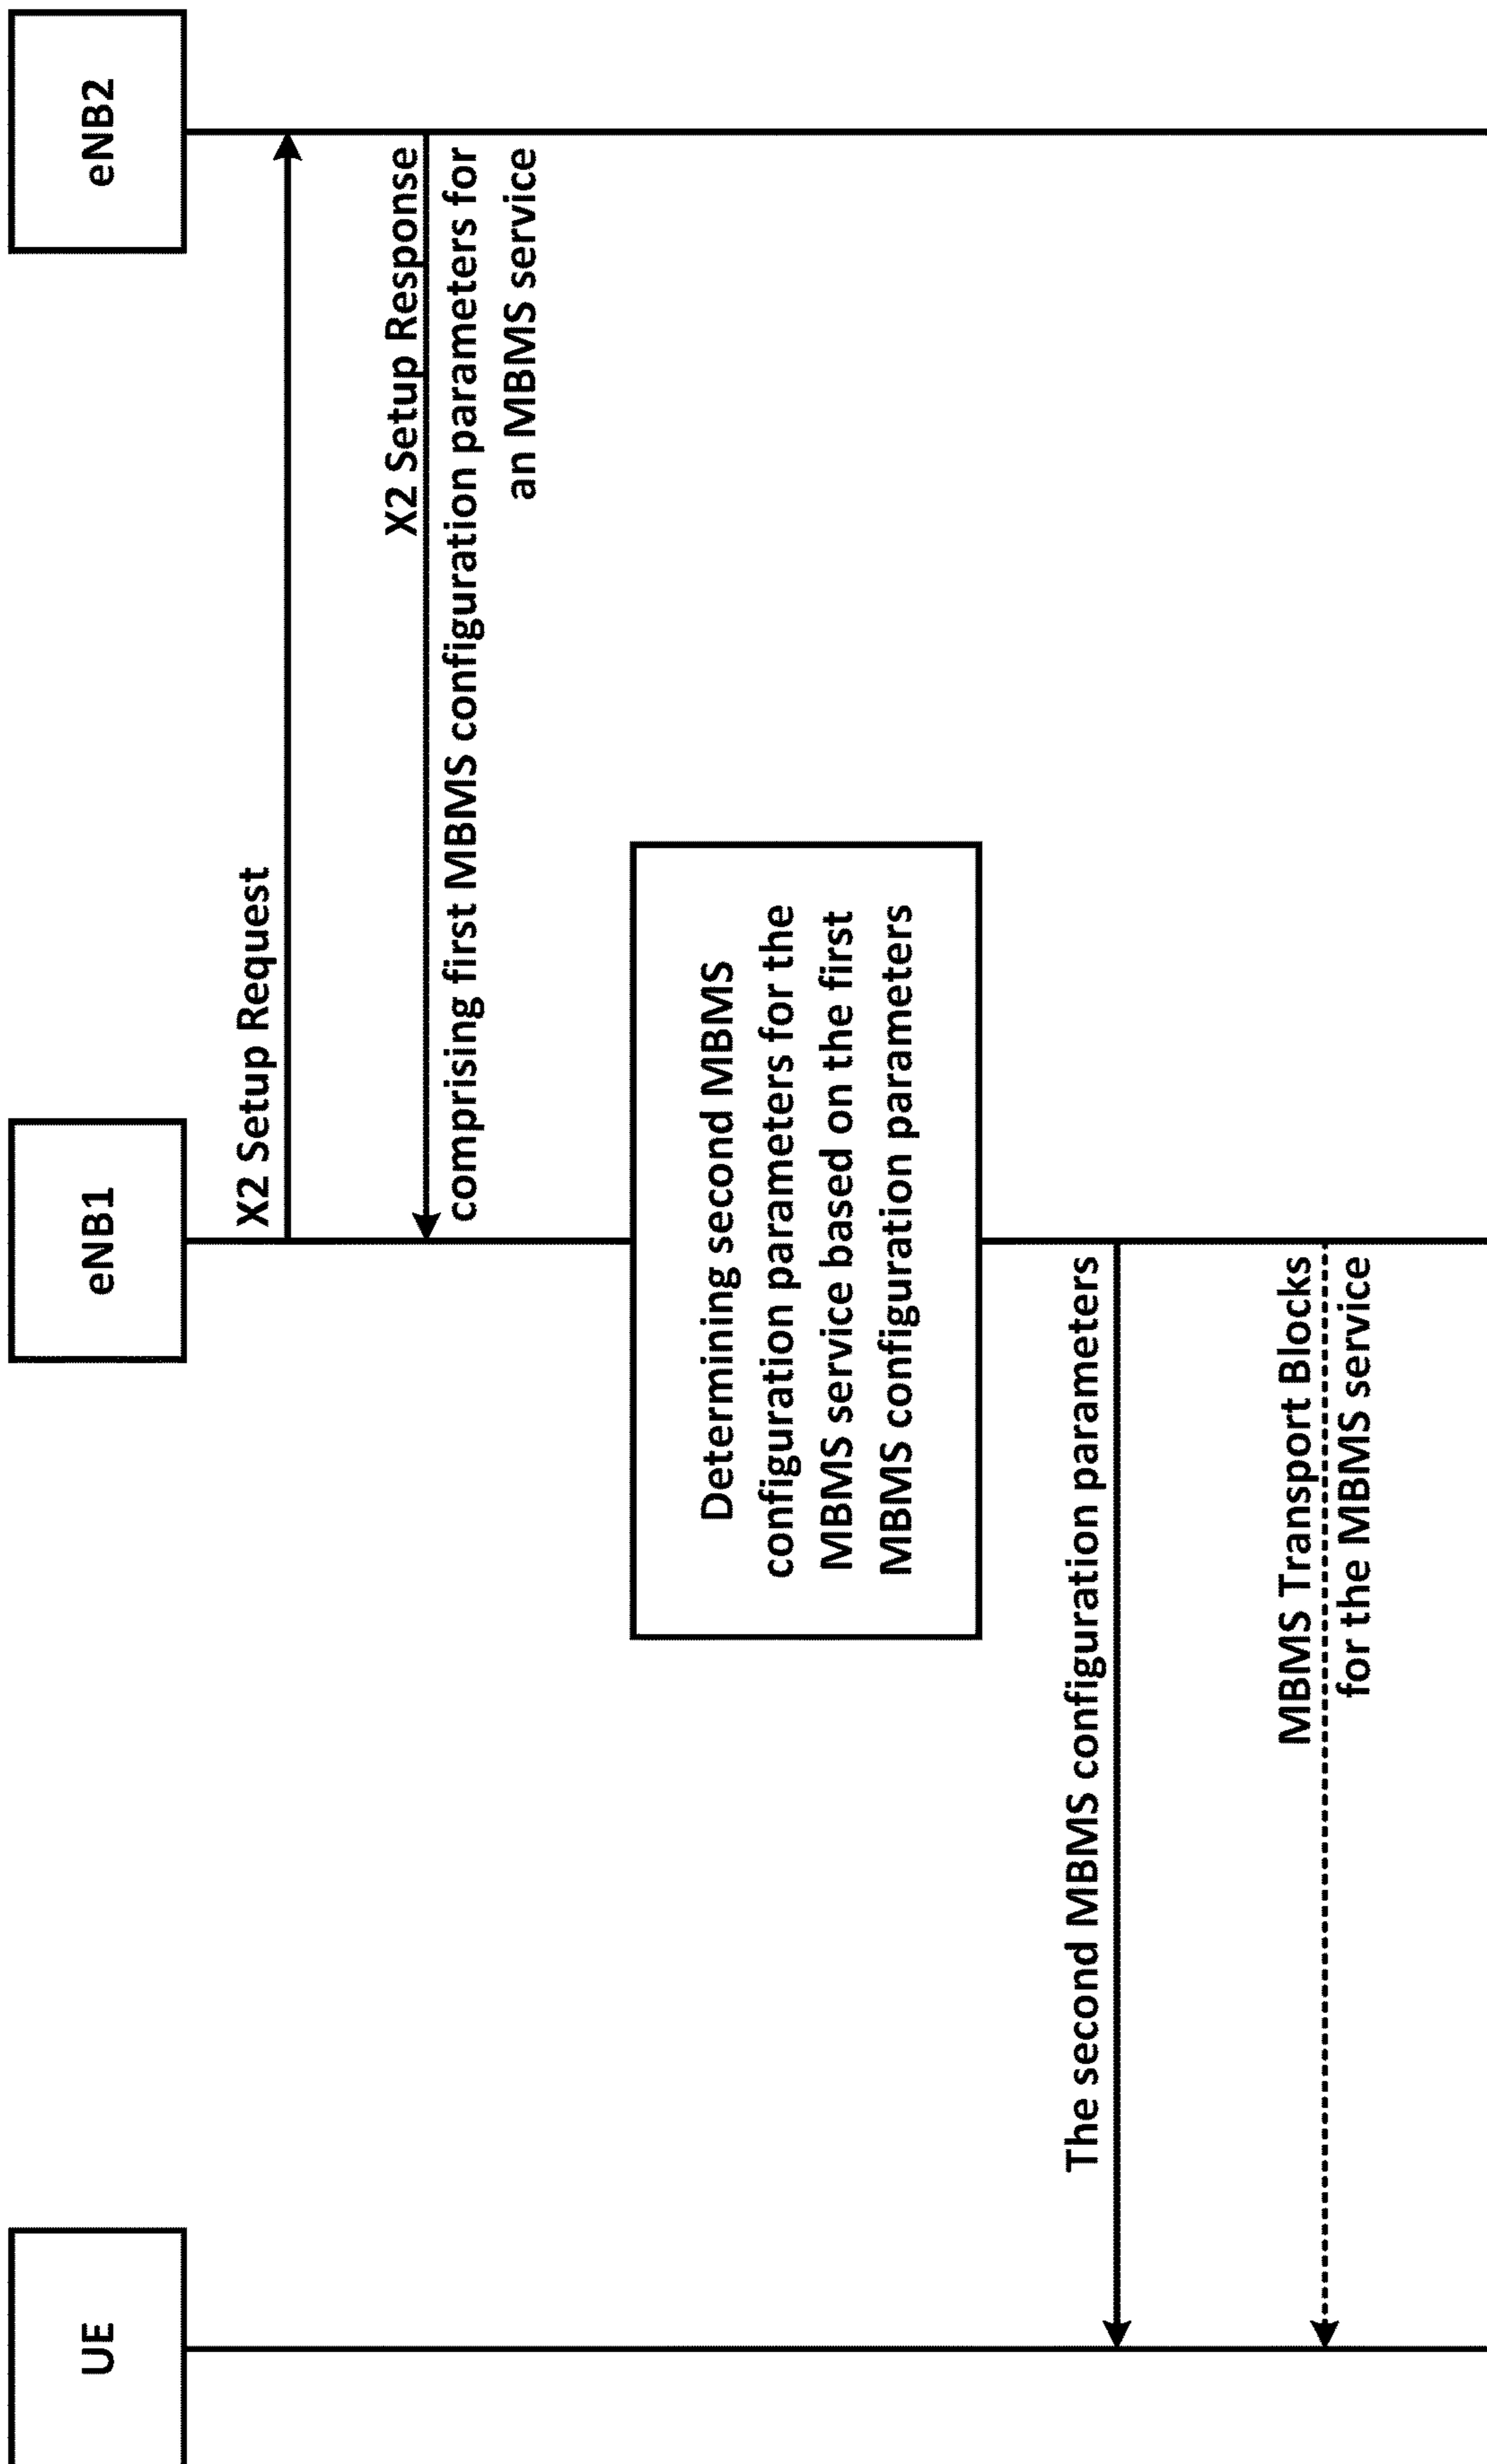 UE
eNB1
eNB2
X2 Setup Request
X2 Setup Response
comprising first MBMS configuration parameters for
an MBMS service
Determining second MBMS
configuration parameters for the
MBMS service based on the first
MBMS configuration parameters
The second MBMS configuration parameters
MBMS Transport Blocks
for the MBMS service